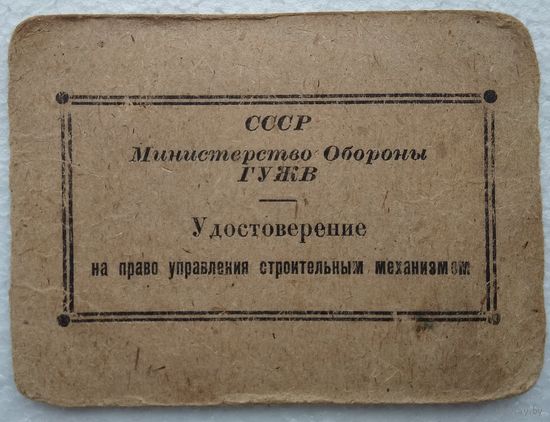 СССР
Министерство Обороны
ГУЖВ
Удостоверение
на право управления строительным механизмом